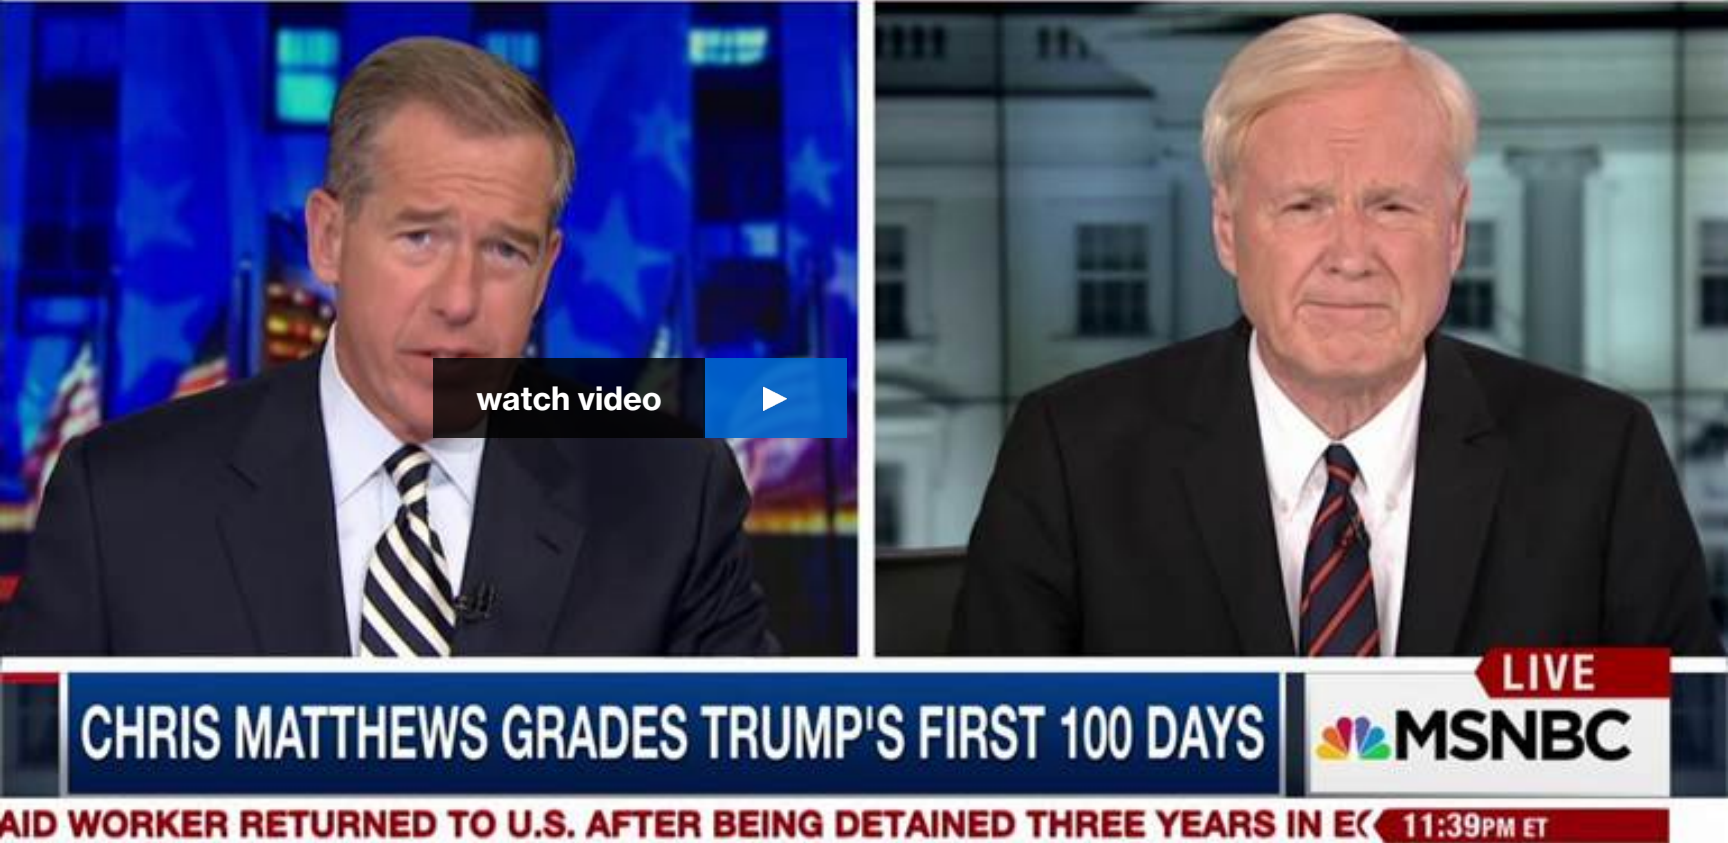 watch video
LIVE
CHRIS MATTHEWS GRADES TRUMP'S FIRST 100 DAYS
MSNBC
AID WORKER RETURNED TO U.S. AFTER BEING DETAINED THREE YEARS IN
11:39PM ET